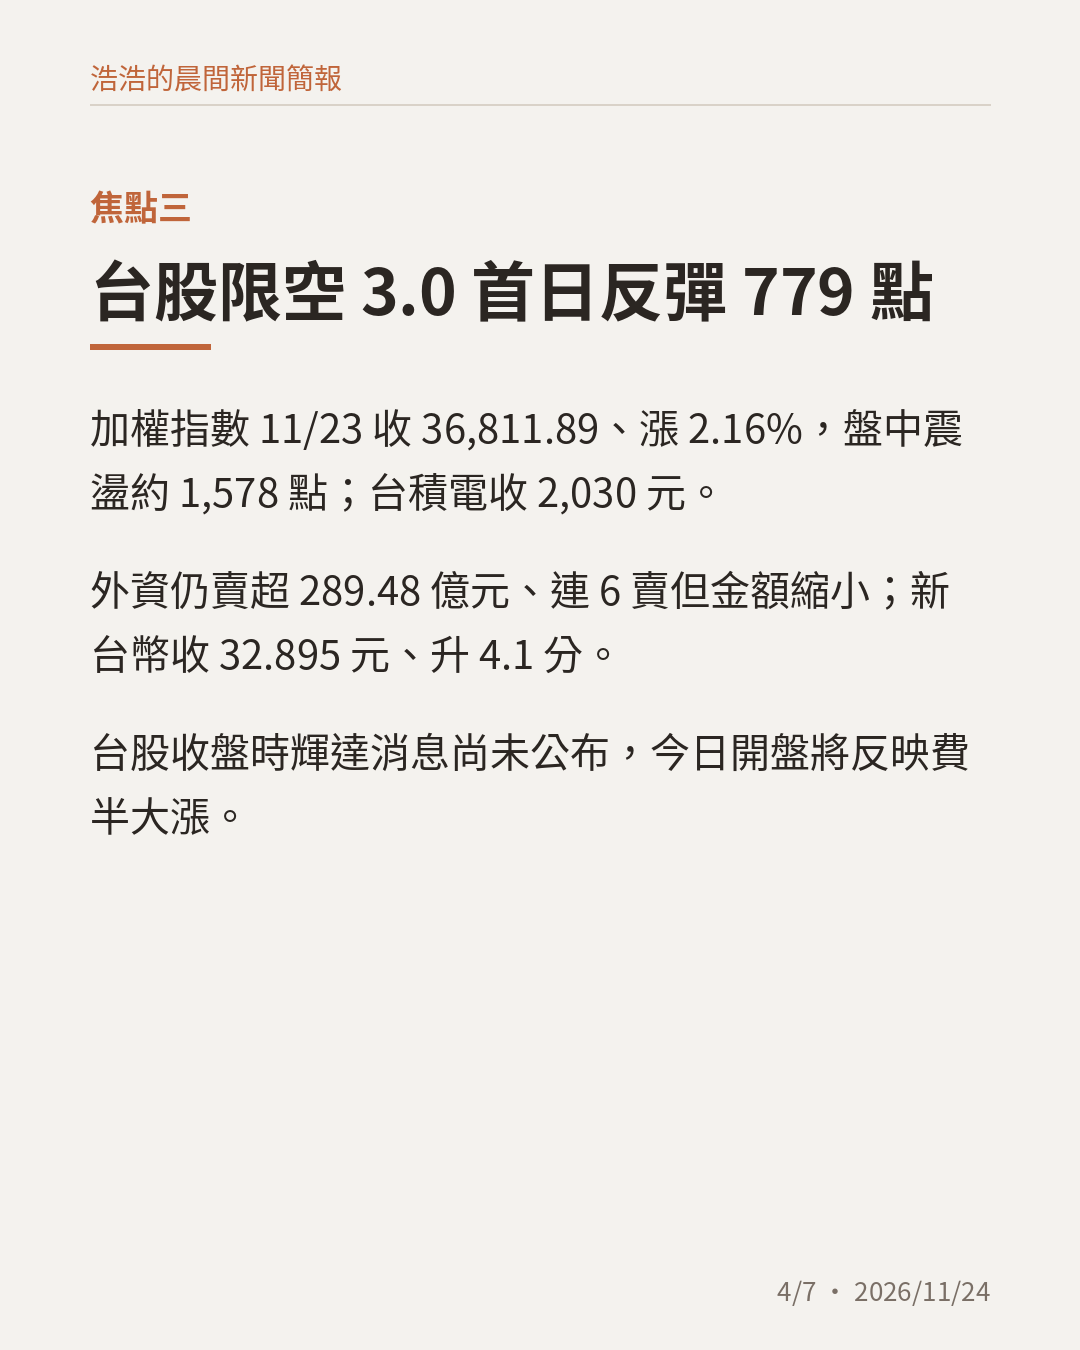 浩浩的晨間新聞簡報
焦點三
台股限空 3.0 首日反彈 779 點
加權指數 11/23 收 36,811.89、漲 2.16%，盤中震
盪約 1,578 點；台積電收 2,030 元。
外資仍賣超 289.48 億元、連 6 賣但金額縮小；新
台幣收 32.895 元、升 4.1 分。
台股收盤時輝達消息尚未公布，今日開盤將反映費
半大漲。
4/7 • 2026/11/24